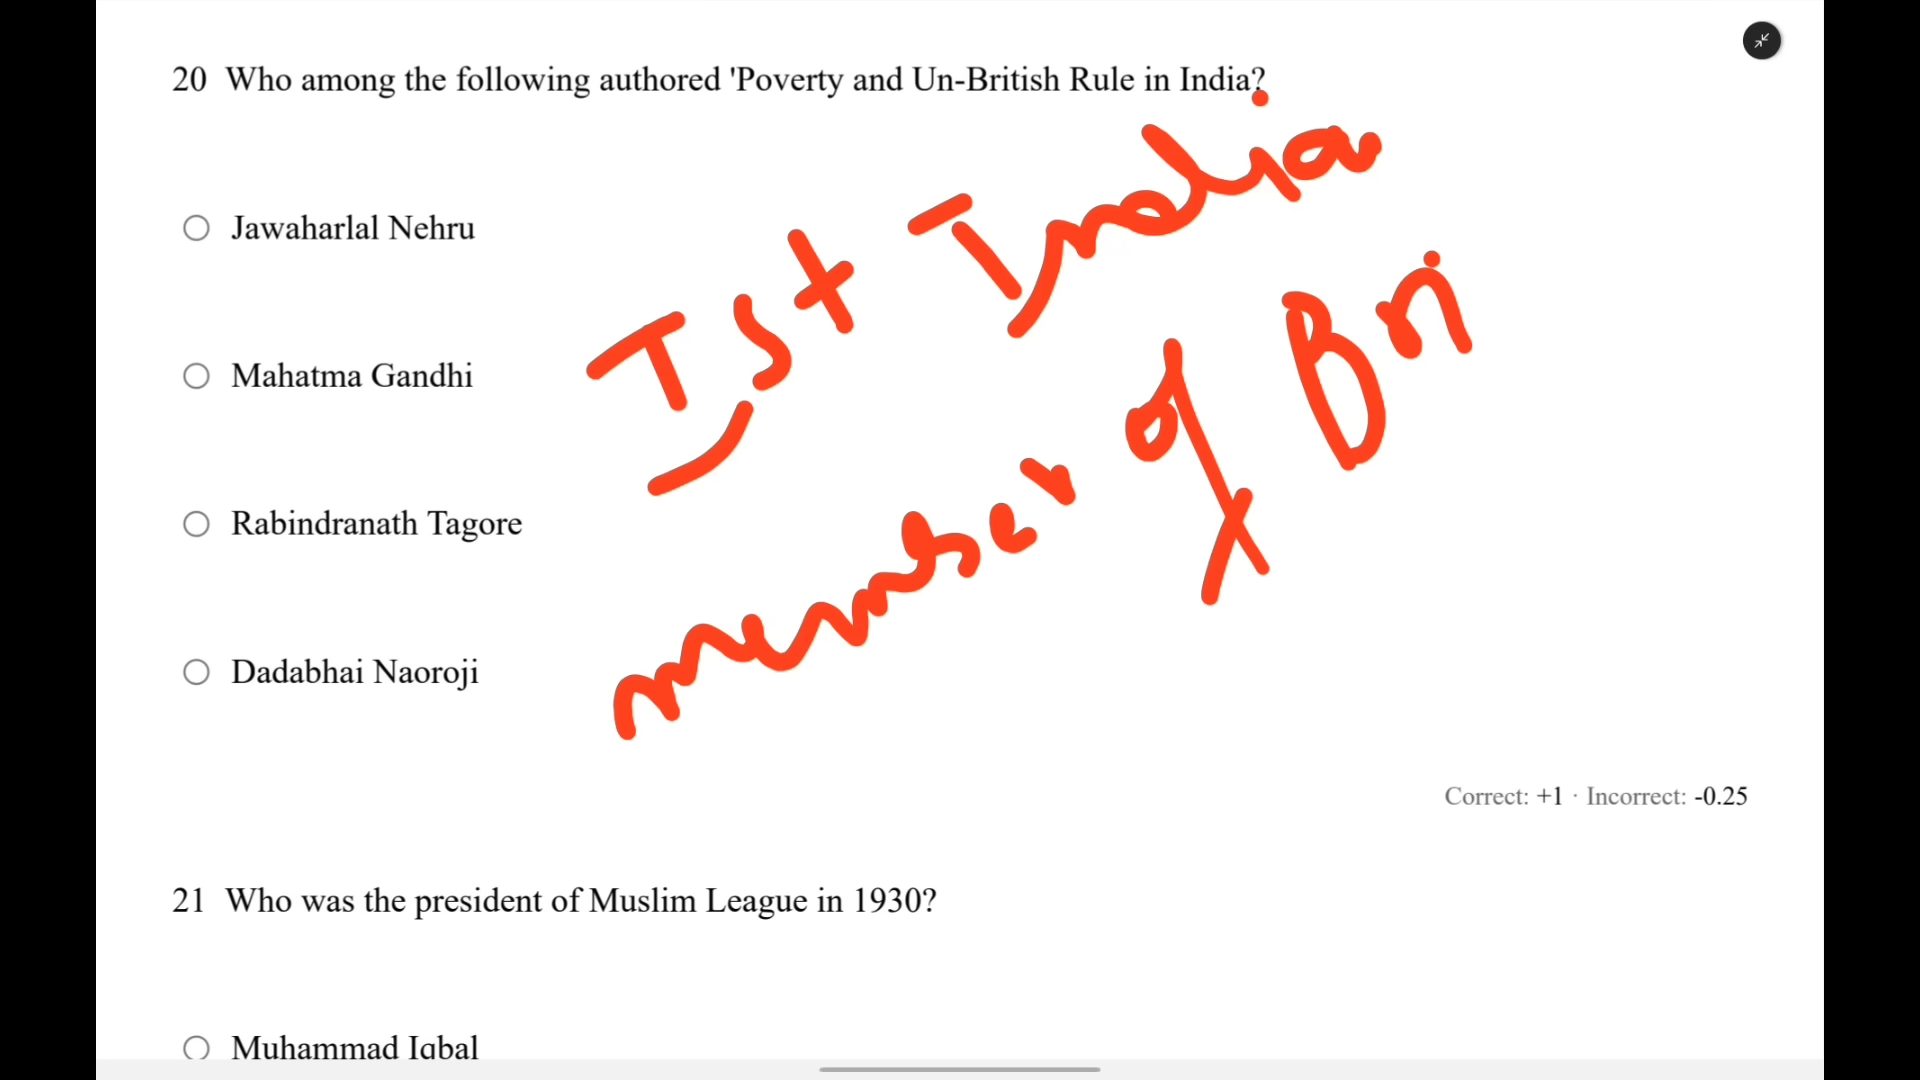 20 Who among the following authored 'Poverty and Un-British Rule in India?
Jawaharlal Nehru
Mahatma Gandhi
Rabindranath Tagore
Dadabhai Naoroji
Ist India
member of Bri
Correct: +1 · Incorrect: -0.25
21 Who was the president of Muslim League in 1930?
Muhammad Iqbal